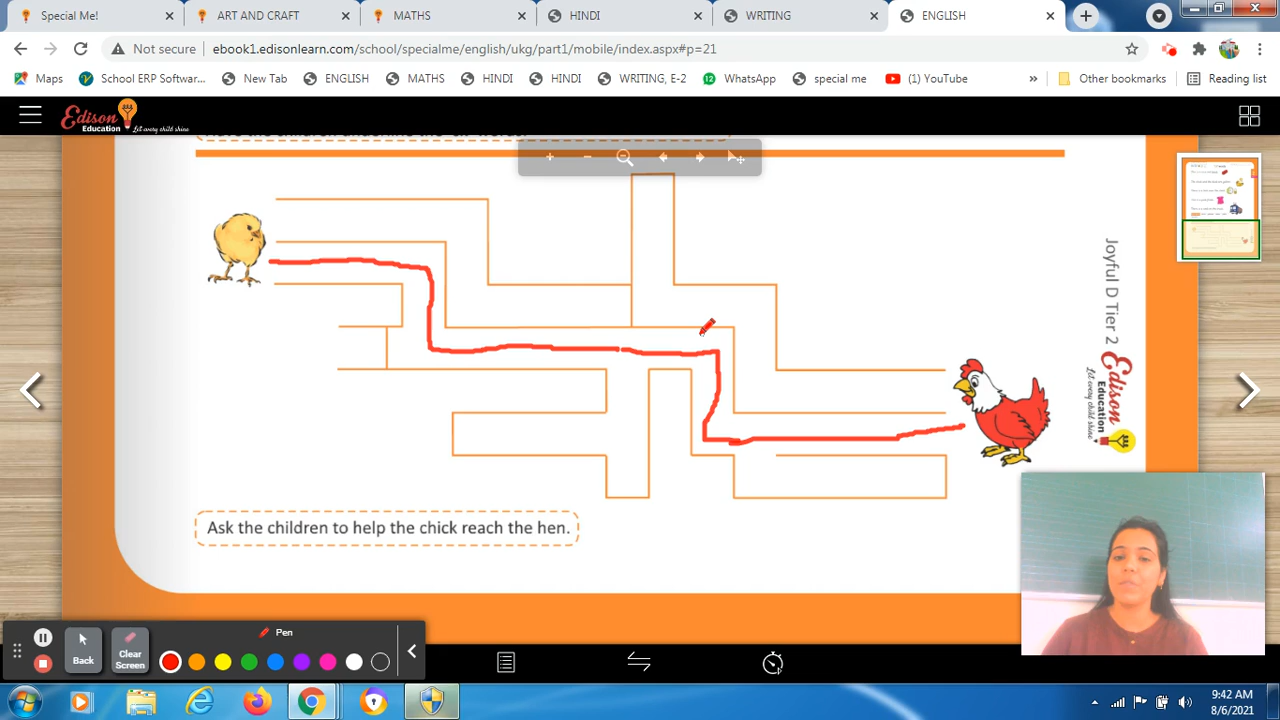 Special Me!
ART AND CRAFT
MATHS
HINDI
WRITING
ENGLISH
Not secure
ebook1.edisonlearn.com/school/specialme/english/utp/part1/mobile/index.aspx#p=21
Maps
School ERP Softwar...
New Tab
ENGLISH
MATHS
HINDI
HINDI
WRITING, E-2
WhatsApp
special me
(1) YouTube
»
Other bookmarks
Reading list
Edison
Education
Let every child shine
Joyful D Tier 2
Edison
Education
Let every child shine
Ask the children to help the chick reach the hen.
Pen
Back
Clear
Screen
9:42 AM
8/6/2021